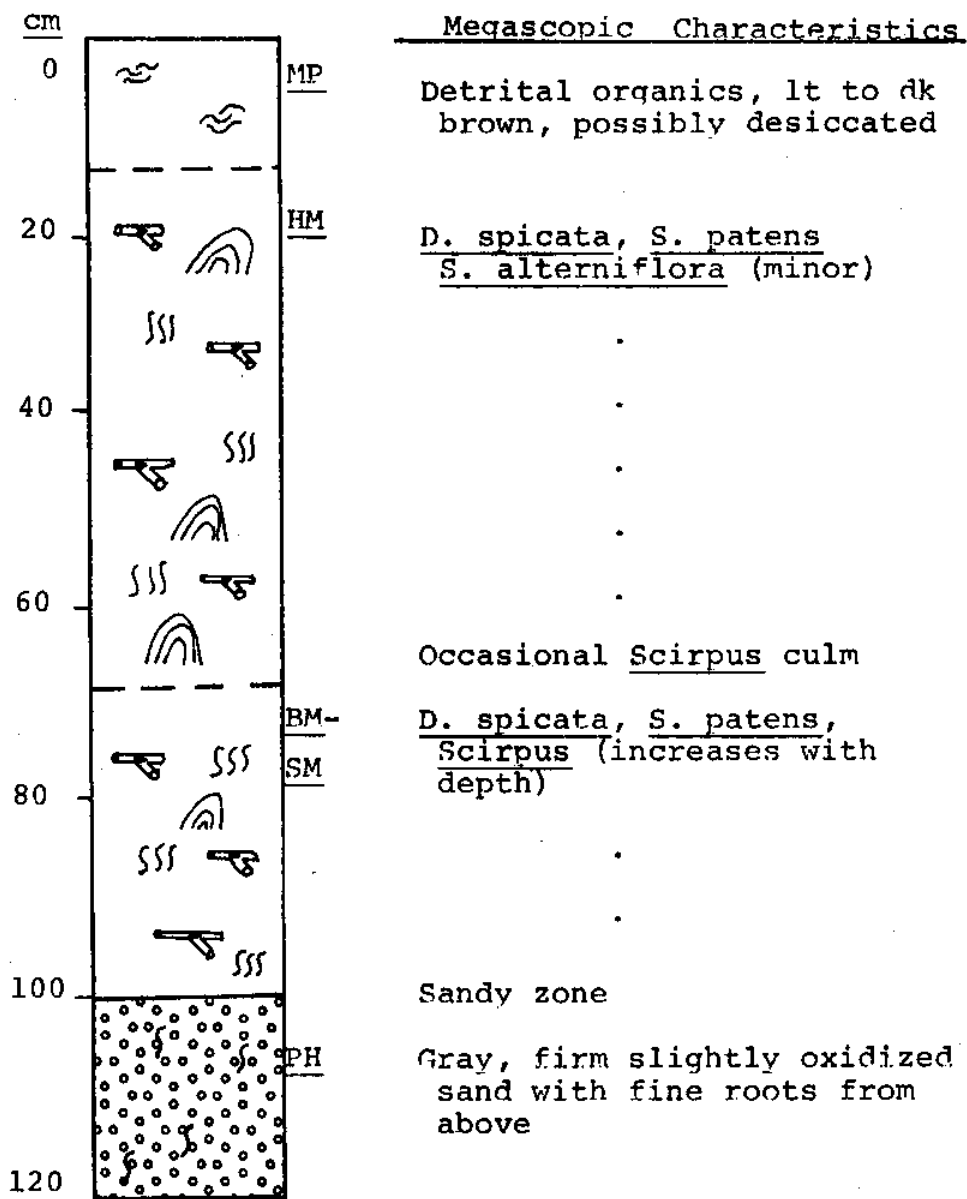 cm
Megascopic Characteristics
0
MP
Detrital organics, lt to dk
brown, possibly desiccated
20
HM
D. spicata, S. patens
S. alterniflora (minor)
40
60
Occasional Scirpus culm
BM-
SM
D. spicata, S. patens,
Scirpus (increases with
depth)
80
100
Sandy zone
PH
Gray, firm slightly oxidized
sand with fine roots from
above
120